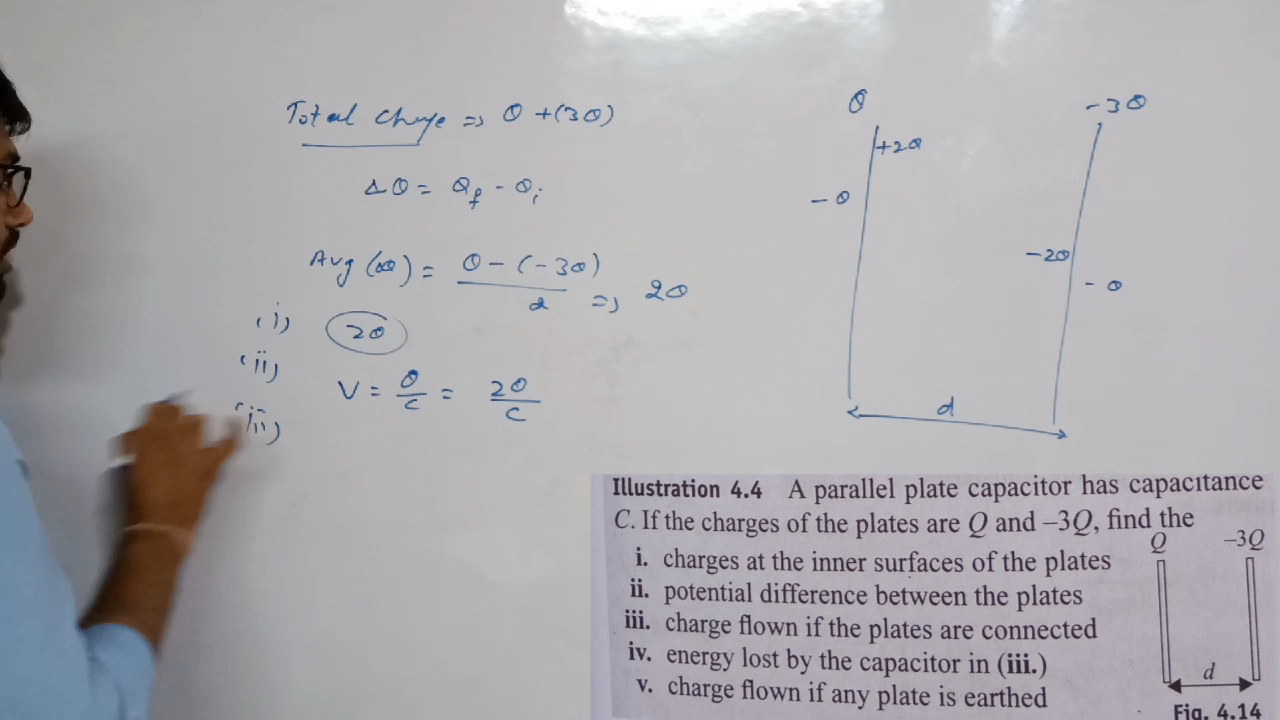 Total charge => Q + (3Q)
ΔQ = Qf - Qi
Avg (ΔQ) = Q - (-3Q) / 2 => 2Q
(i) 2Q
(ii) V = Q/C = 2Q/C
(iii)
Q
-3Q
+2Q
-Q
-2Q
-Q
d
Illustration 4.4 A parallel plate capacitor has capacitance
C. If the charges of the plates are Q and –3Q, find the
i. charges at the inner surfaces of the plates
ii. potential difference between the plates
iii. charge flown if the plates are connected
iv. energy lost by the capacitor in (iii.)
v. charge flown if any plate is earthed
Q
–3Q
d
Fig. 4.14